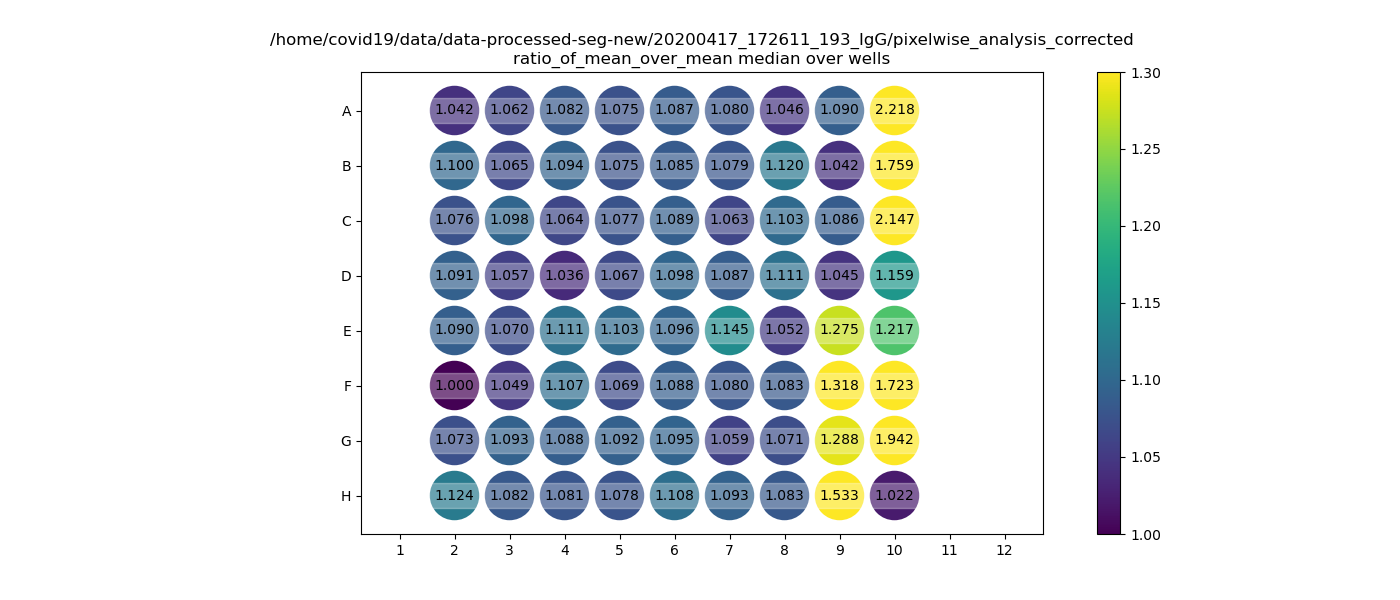 /home/covid19/data/data-processed-seg-new/20200417_172611_193_IgG/pixelwise_analysis_corrected
ratio_of_mean_over_mean median over wells
A 1.042 1.062 1.082 1.075 1.087 1.080 1.046 1.090 2.218
B 1.100 1.065 1.094 1.075 1.085 1.079 1.120 1.042 1.759
C 1.076 1.098 1.064 1.077 1.089 1.063 1.103 1.086 2.147
D 1.091 1.057 1.036 1.067 1.098 1.087 1.111 1.045 1.159
E 1.090 1.070 1.111 1.103 1.096 1.145 1.052 1.275 1.217
F 1.000 1.049 1.107 1.069 1.088 1.080 1.083 1.318 1.723
G 1.073 1.093 1.088 1.092 1.095 1.059 1.071 1.288 1.942
H 1.124 1.082 1.081 1.078 1.108 1.093 1.083 1.533 1.022
1 2 3 4 5 6 7 8 9 10 11 12
1.30
1.25
1.20
1.15
1.10
1.05
1.00